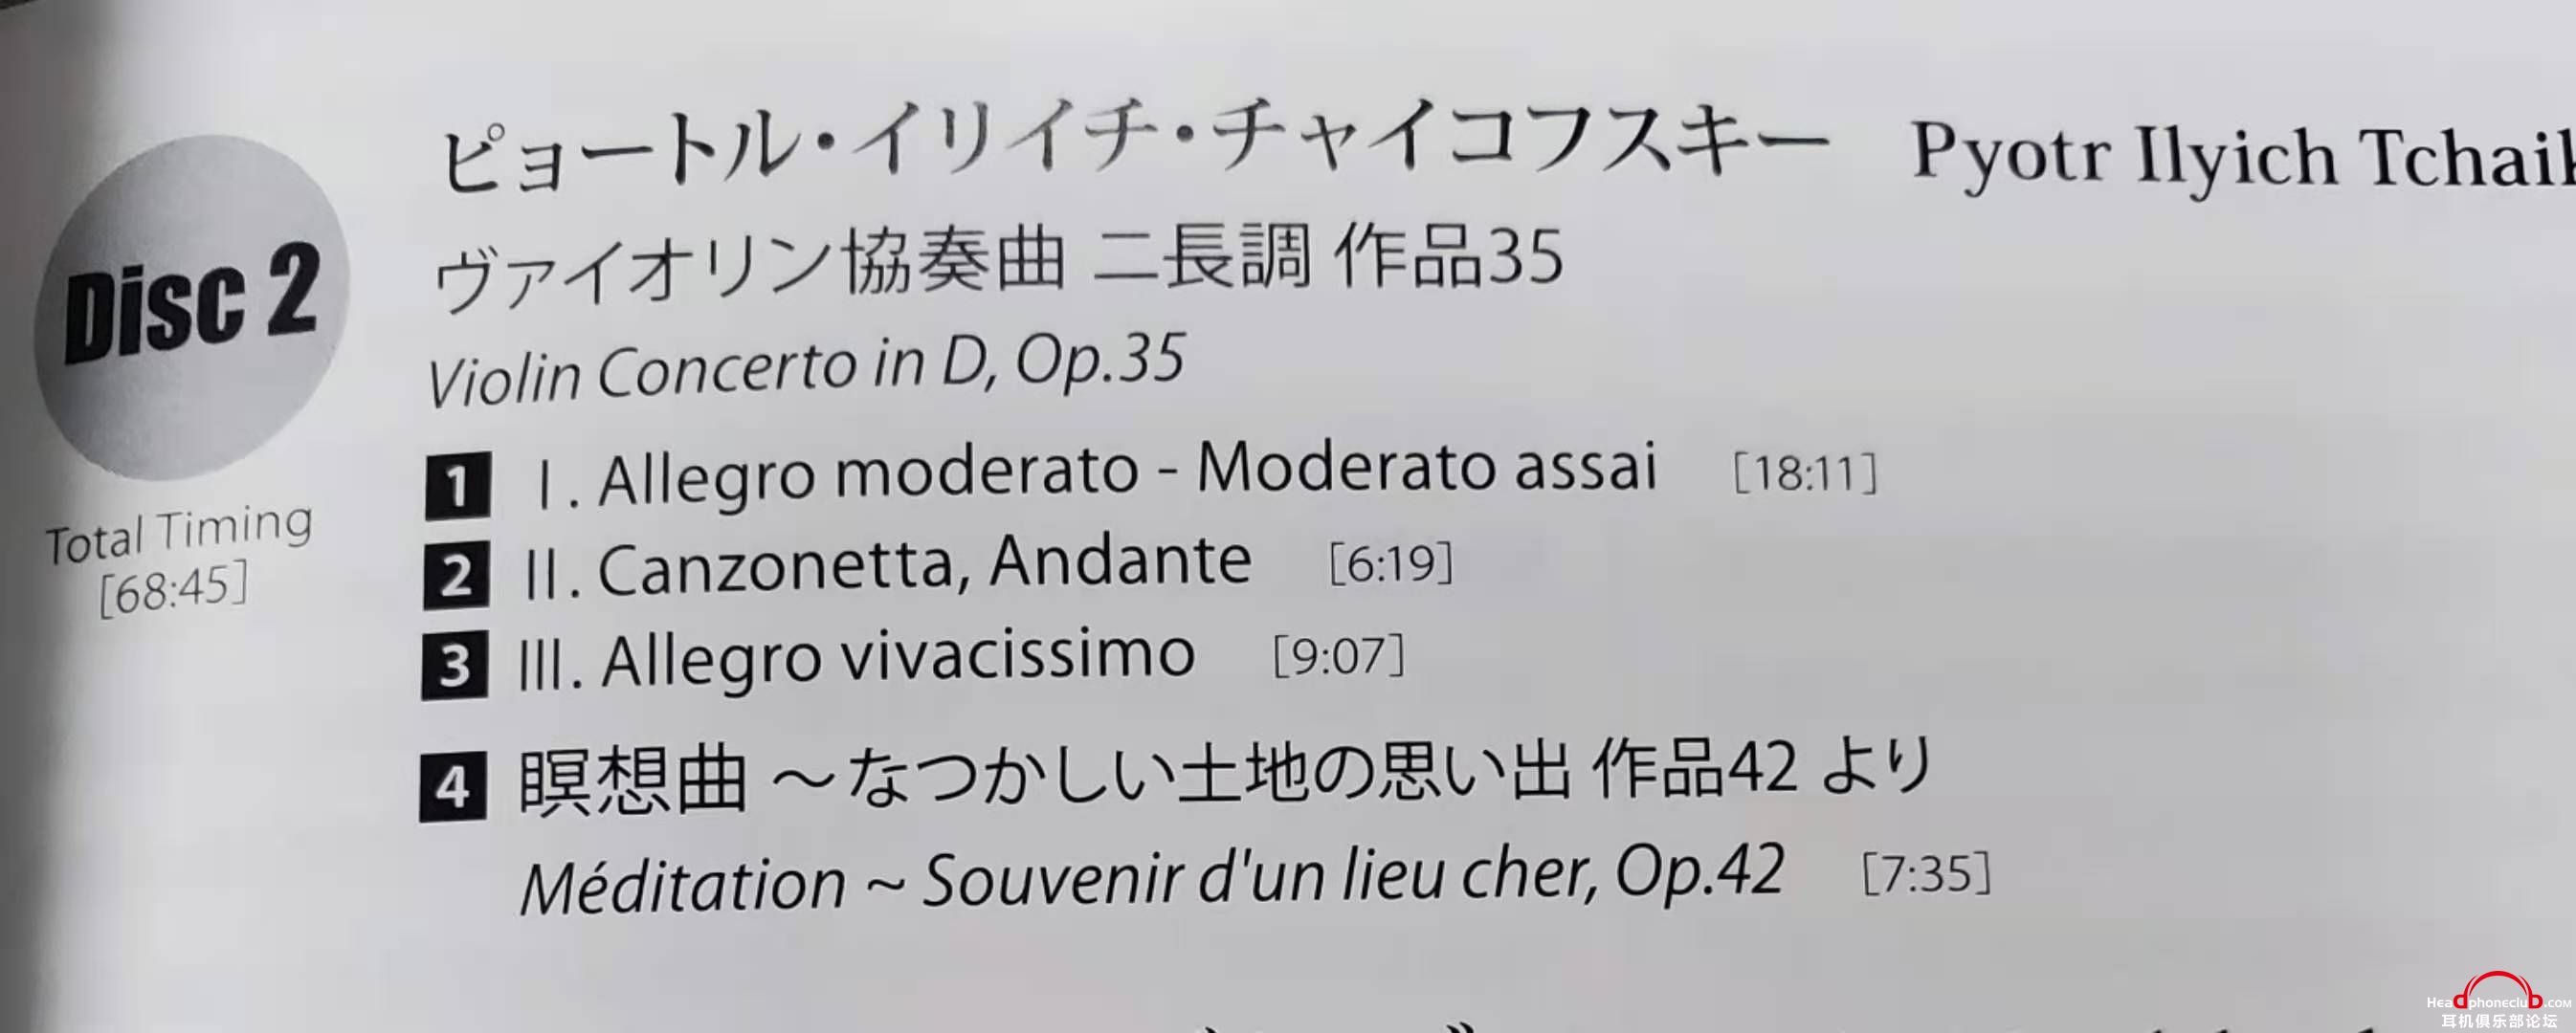 ピョートル・イリイチ・チャイコフスキー Pyotr Ilyich Tchaik
ヴァイオリン協奏曲 ニ長調 作品35
Violin Concerto in D, Op.35
Disc 2
Total Timing
[68:45]
1 I. Allegro moderato - Moderato assai [18:11]
2 II. Canzonetta, Andante [6:19]
3 III. Allegro vivacissimo [9:07]
4 瞑想曲 ～なつかしい土地の思い出 作品42 より
Méditation ~ Souvenir d'un lieu cher, Op.42 [7:35]
Headphoneclub.com
耳机俱乐部论坛